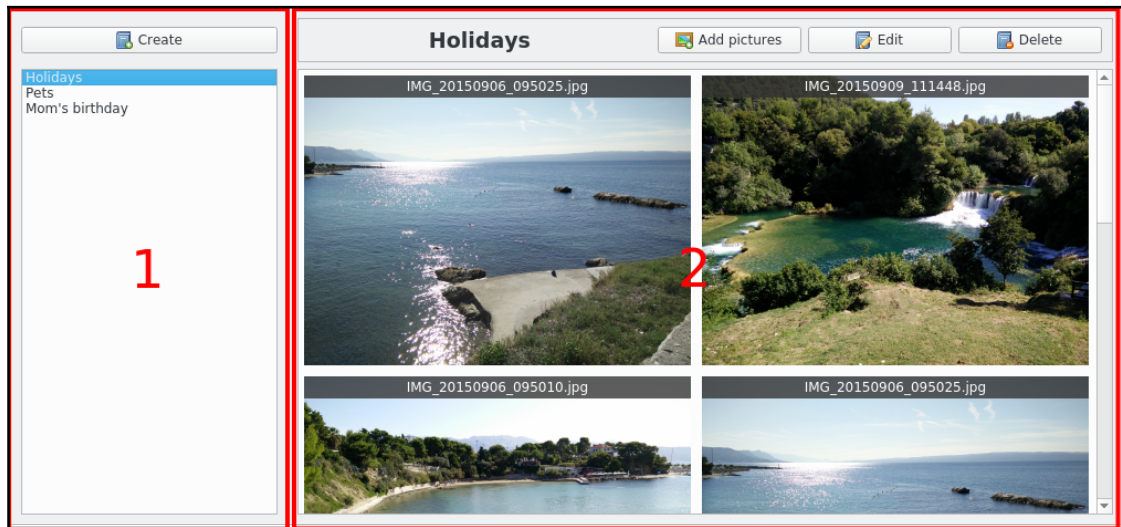 Create
Holidays
Pets
Mom's birthday
1
Holidays
Add pictures
Edit
Delete
IMG_20150906_095025.jpg
IMG_20150909_111448.jpg
2
IMG_20150906_095010.jpg
IMG_20150906_095025.jpg